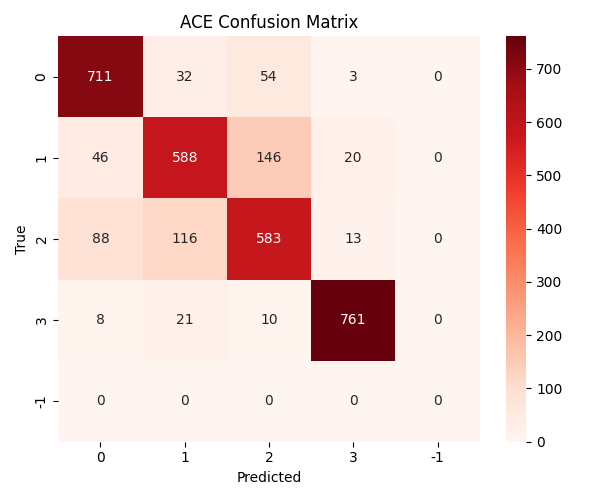 ACE Confusion Matrix
0 711 32 54 3 0
1 46 588 146 20 0
2 88 116 583 13 0
3 8 21 10 761 0
-1 0 0 0 0 0
0 1 2 3 -1
True
Predicted
700
600
500
400
300
200
100
0